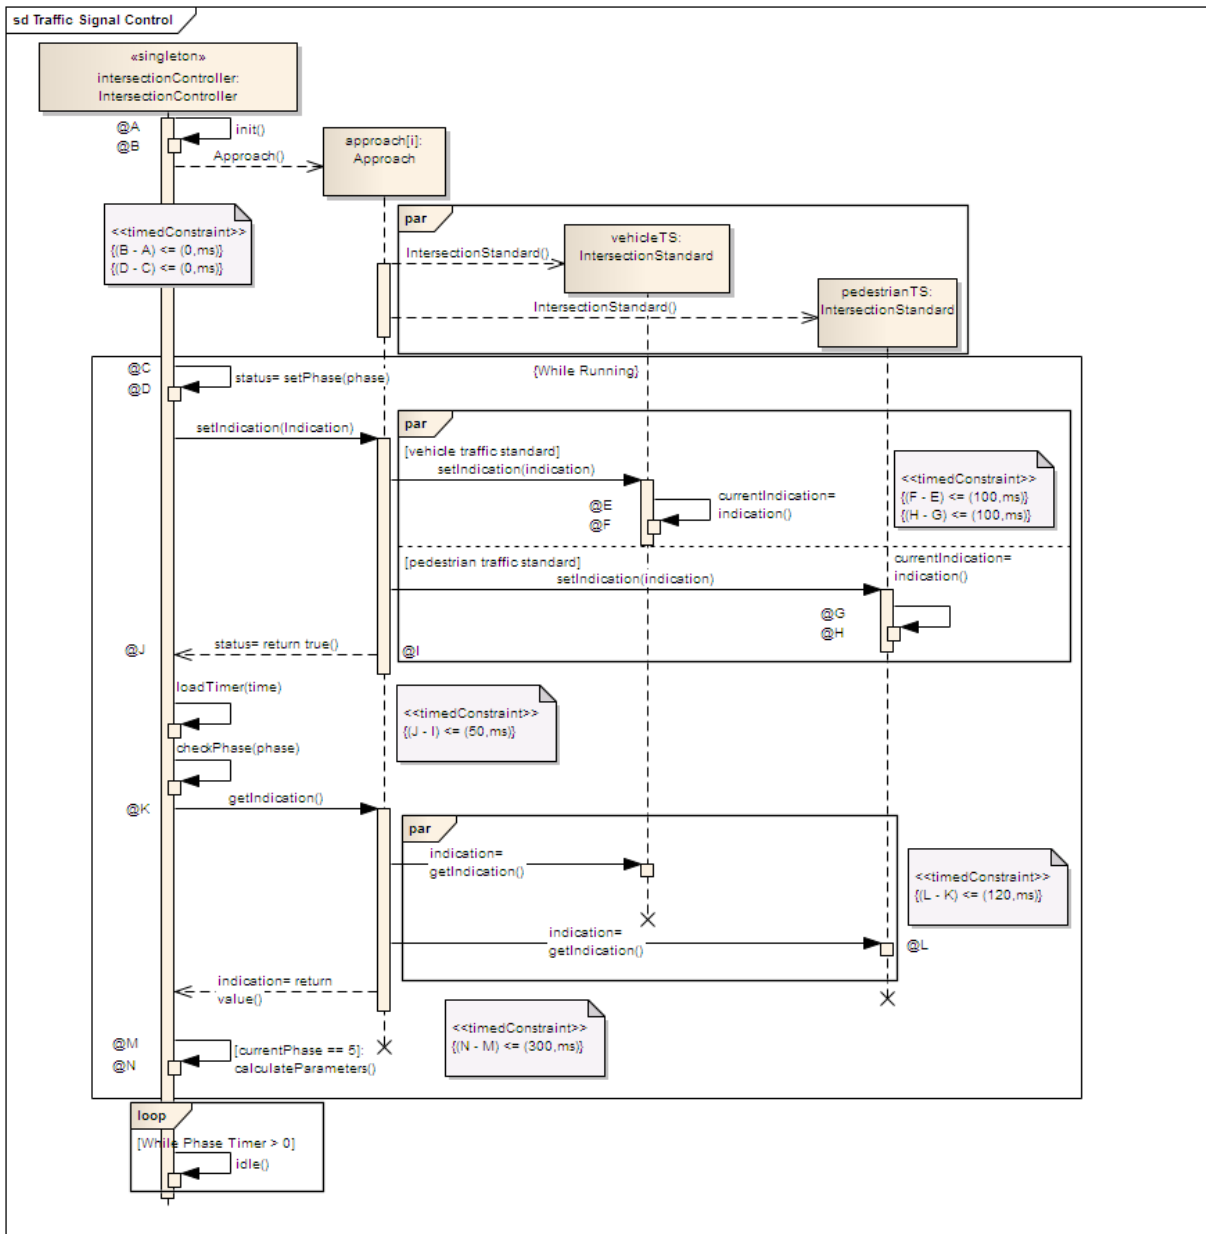 sd Traffic Signal Control
«singleton»
intersectionController:
IntersectionController
@A
init()
@B
Approach()
approach[i]:
Approach
<<timedConstraint>>
{(B - A) <= (0,ms)}
{(D - C) <= (0,ms)}
par
IntersectionStandard()
vehicleTS:
IntersectionStandard
IntersectionStandard()
pedestrianTS:
IntersectionStandard
@C
@D
status= setPhase(phase)
{While Running}
setIndication(Indication)
par
[vehicle traffic standard]
setIndication(indication)
@E
@F
currentIndication=
indication()
<<timedConstraint>>
{(F - E) <= (100,ms)}
{(H - G) <= (100,ms)}
[pedestrian traffic standard]
setIndication(indication)
currentIndication=
indication()
@G
@H
@J
status= return true()
@I
loadTimer(time)
<<timedConstraint>>
{(J - I) <= (50,ms)}
checkPhase(phase)
@K
getIndication()
par
indication=
getIndication()
<<timedConstraint>>
{(L - K) <= (120,ms)}
indication=
getIndication()
@L
indication= return
value()
<<timedConstraint>>
{(N - M) <= (300,ms)}
@M
@N
[currentPhase == 5]:
calculateParameters()
loop
[While Phase Timer > 0]
idle()